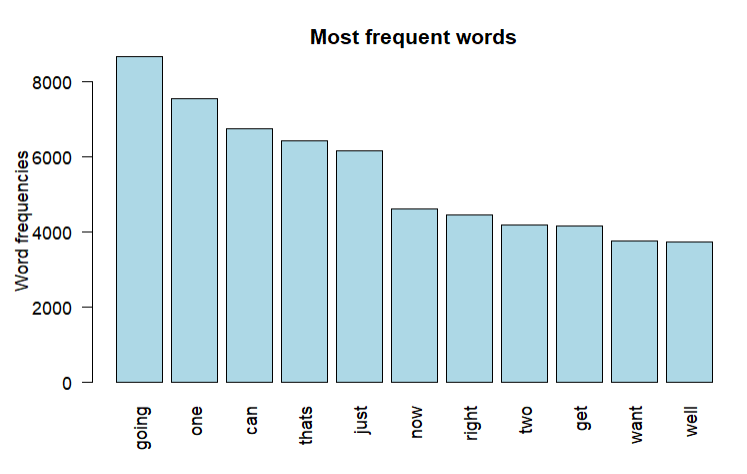 Most frequent words
Word frequencies
8000
6000
4000
2000
0
going
one
can
thats
just
now
right
two
get
want
well